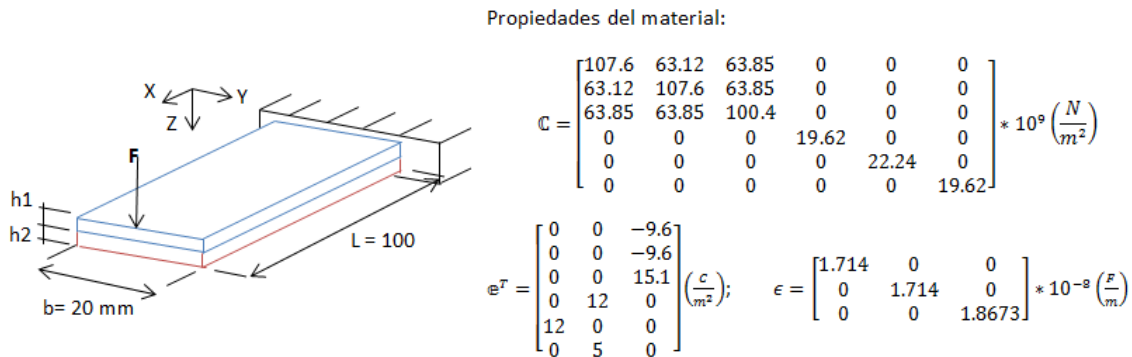 Propiedades del material:
X
Y
Z
F
h1
h2
L = 100
b= 20 mm
ℂ = [107.6 63.12 63.85 0 0 0
63.12 107.6 63.85 0 0 0
63.85 63.85 100.4 0 0 0
0 0 0 19.62 0 0
0 0 0 0 22.24 0
0 0 0 0 0 19.62] * 10⁹ (N/m²)
𝕖ᵀ = [0 0 −9.6
0 0 −9.6
0 0 15.1
0 12 0
12 0 0
0 5 0] (C/m²);
ϵ = [1.714 0 0
0 1.714 0
0 0 1.8673] * 10⁻⁸ (F/m)